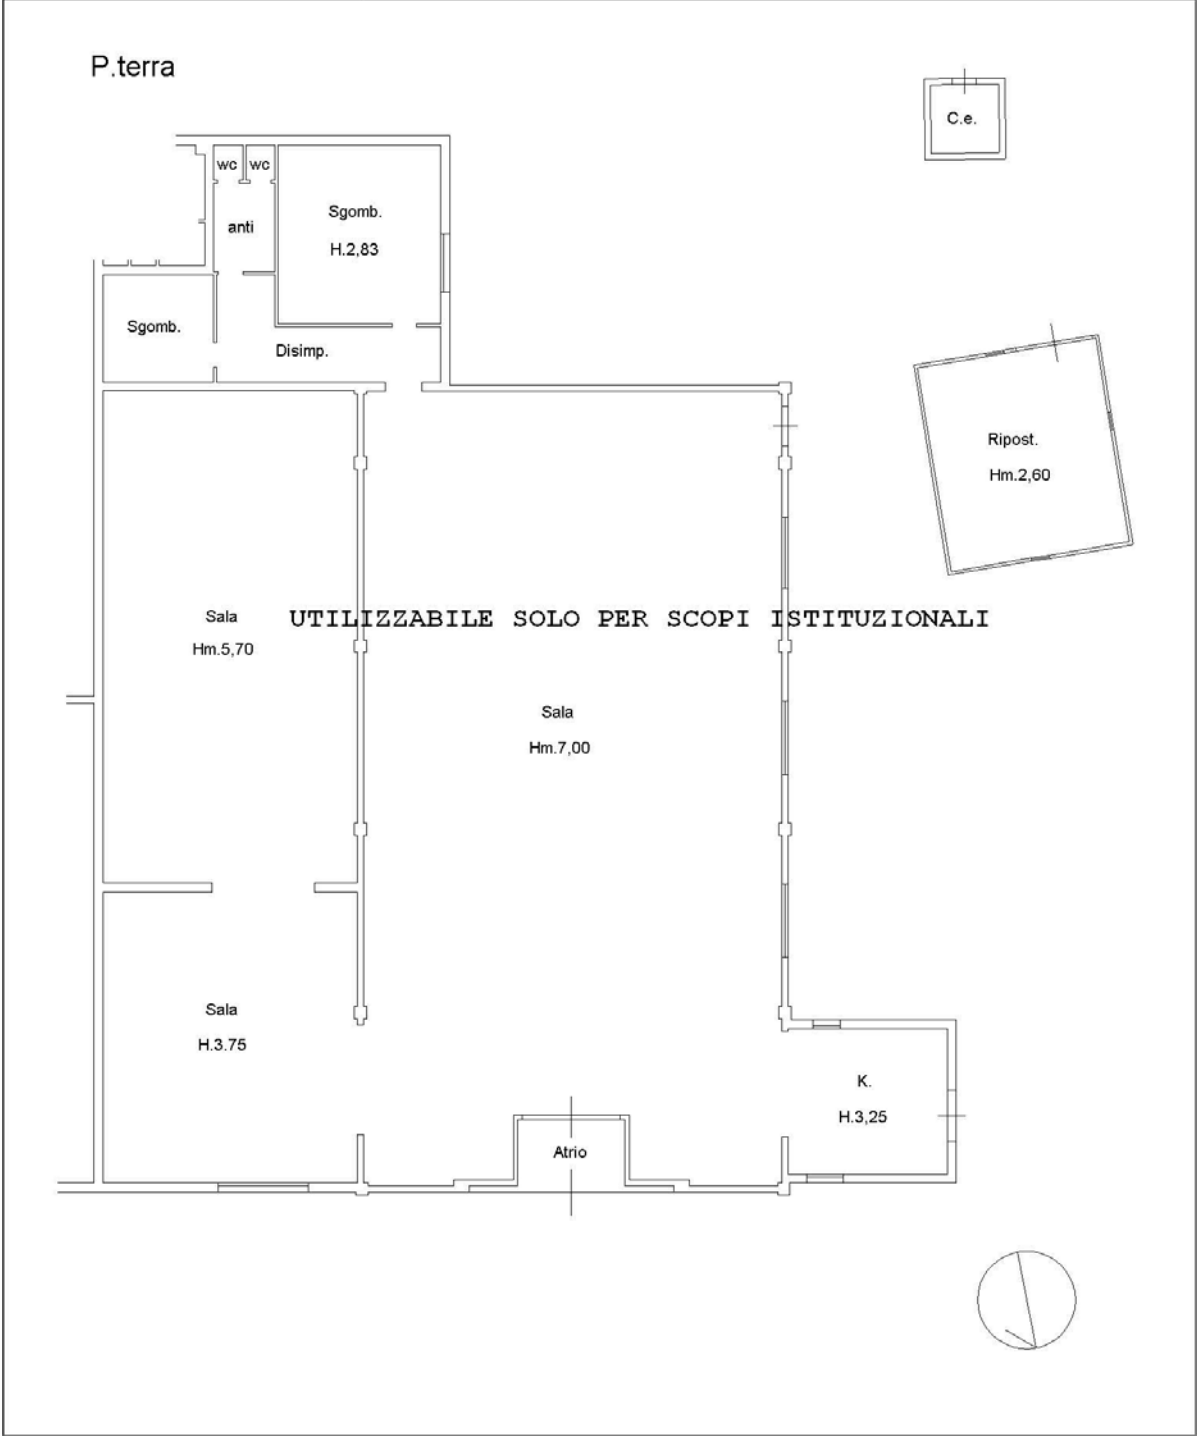 P.terra
C.e.
wc wc
Sgomb.
anti
H.2,83
Sgomb.
Disimp.
Ripost.
Hm.2,60
Sala
UTILIZZABILE SOLO PER SCOPI ISTITUZIONALI
Hm.5,70
Sala
Hm.7,00
Sala
H.3.75
K.
H.3,25
Atrio